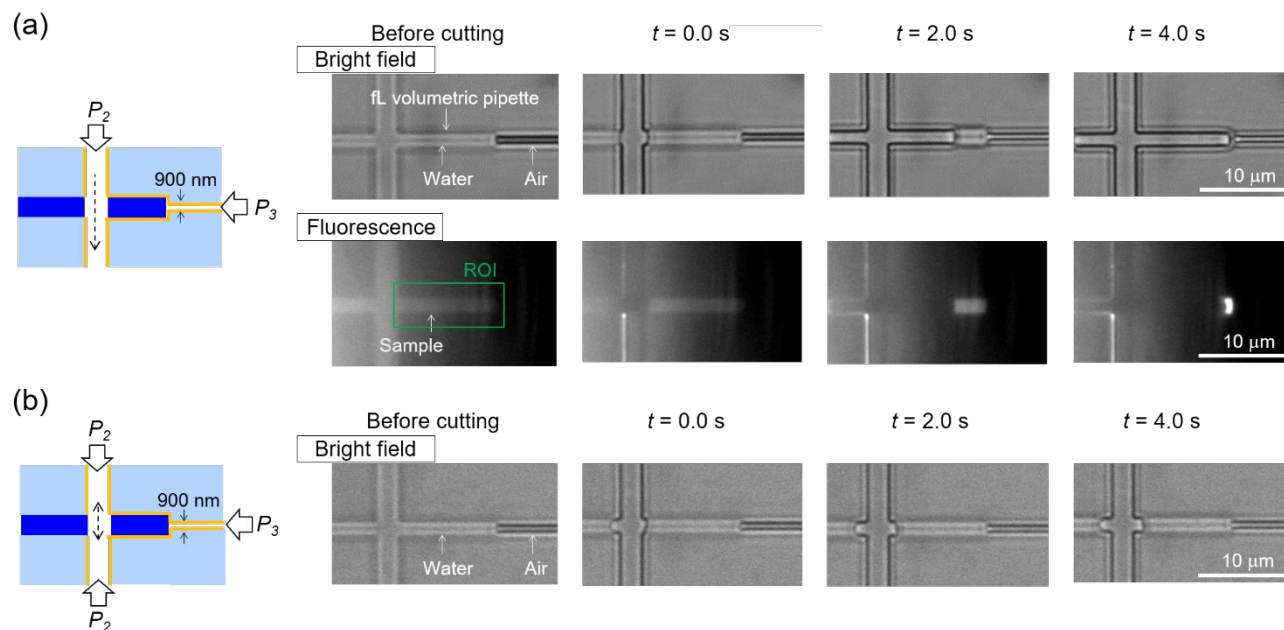 (a)
Before cutting
t = 0.0 s
t = 2.0 s
t = 4.0 s
Bright field
P2
900 nm
P3
fL volumetric pipette
Water
Air
10 μm
Fluorescence
ROI
Sample
10 μm
(b)
Before cutting
t = 0.0 s
t = 2.0 s
t = 4.0 s
Bright field
P2
900 nm
P3
P2
Water
Air
10 μm